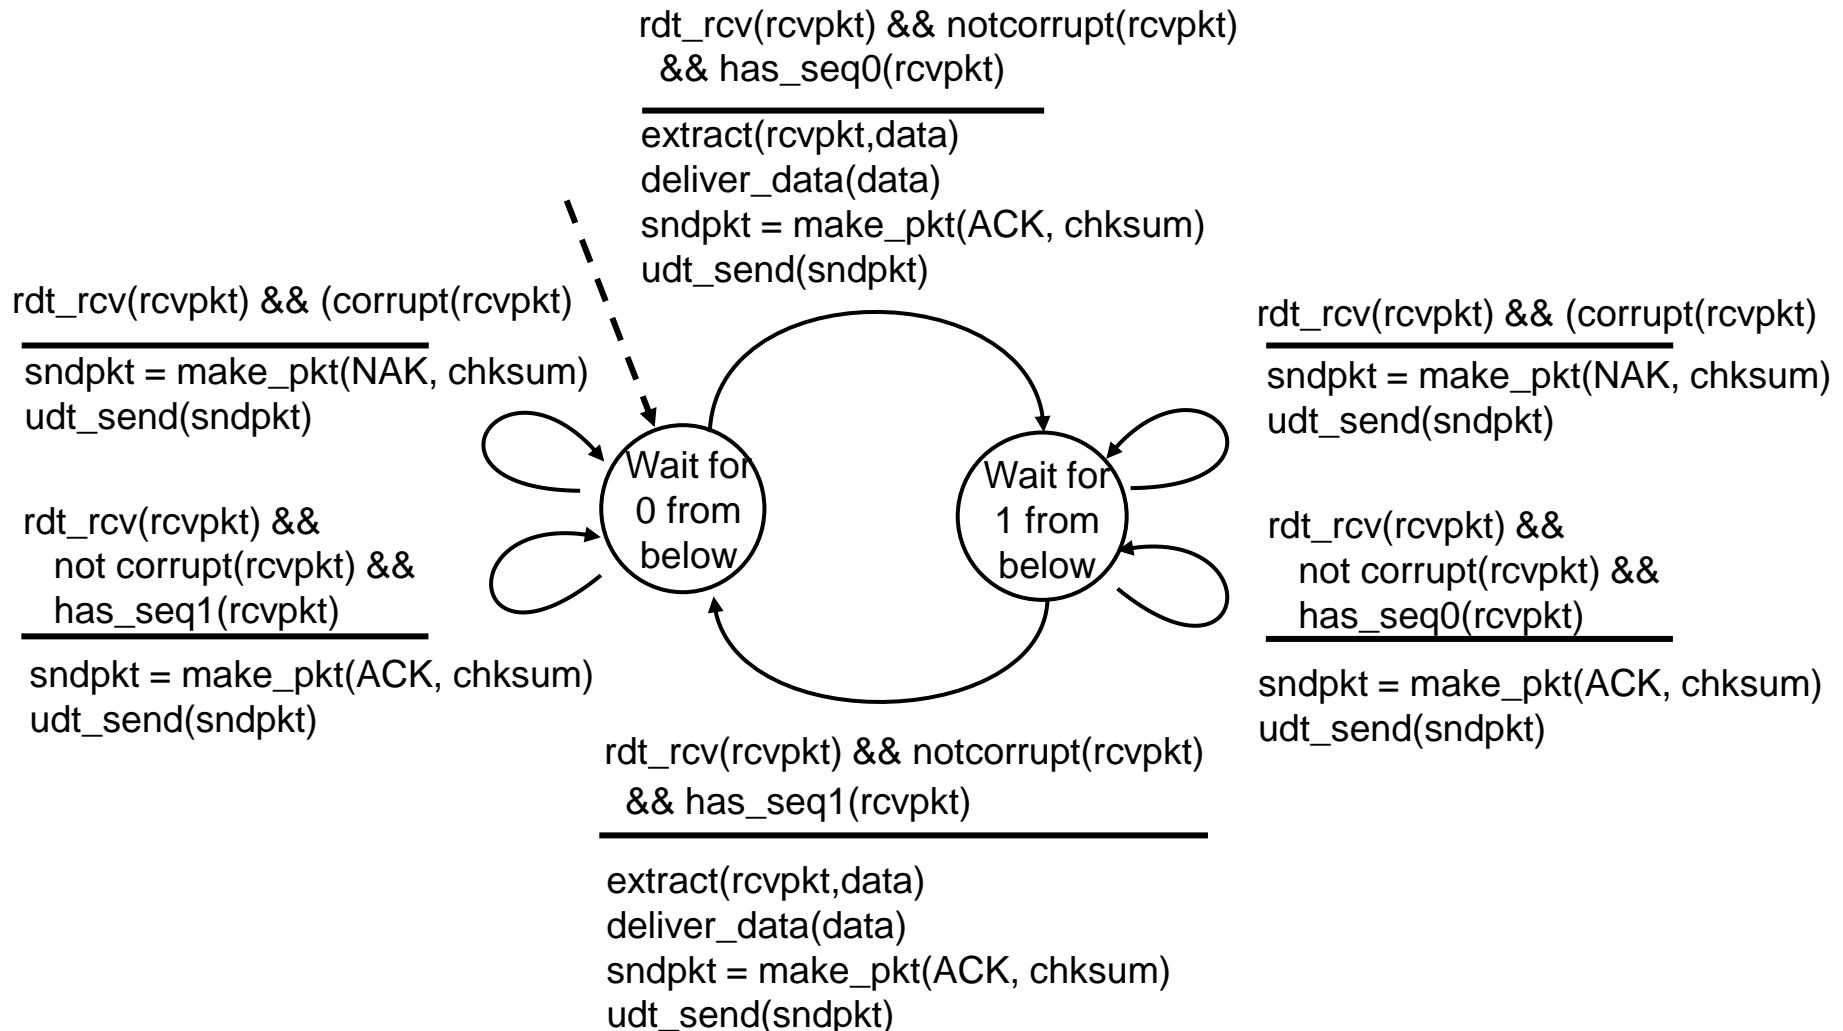 rdt_rcv(rcvpkt) && notcorrupt(rcvpkt)
&& has_seq0(rcvpkt)
extract(rcvpkt,data)
deliver_data(data)
sndpkt = make_pkt(ACK, chksum)
udt_send(sndpkt)
rdt_rcv(rcvpkt) && (corrupt(rcvpkt)
sndpkt = make_pkt(NAK, chksum)
udt_send(sndpkt)
rdt_rcv(rcvpkt) &&
not corrupt(rcvpkt) &&
has_seq1(rcvpkt)
sndpkt = make_pkt(ACK, chksum)
udt_send(sndpkt)
Wait for
0 from
below
Wait for
1 from
below
rdt_rcv(rcvpkt) && (corrupt(rcvpkt)
sndpkt = make_pkt(NAK, chksum)
udt_send(sndpkt)
rdt_rcv(rcvpkt) &&
not corrupt(rcvpkt) &&
has_seq0(rcvpkt)
sndpkt = make_pkt(ACK, chksum)
udt_send(sndpkt)
rdt_rcv(rcvpkt) && notcorrupt(rcvpkt)
&& has_seq1(rcvpkt)
extract(rcvpkt,data)
deliver_data(data)
sndpkt = make_pkt(ACK, chksum)
udt_send(sndpkt)